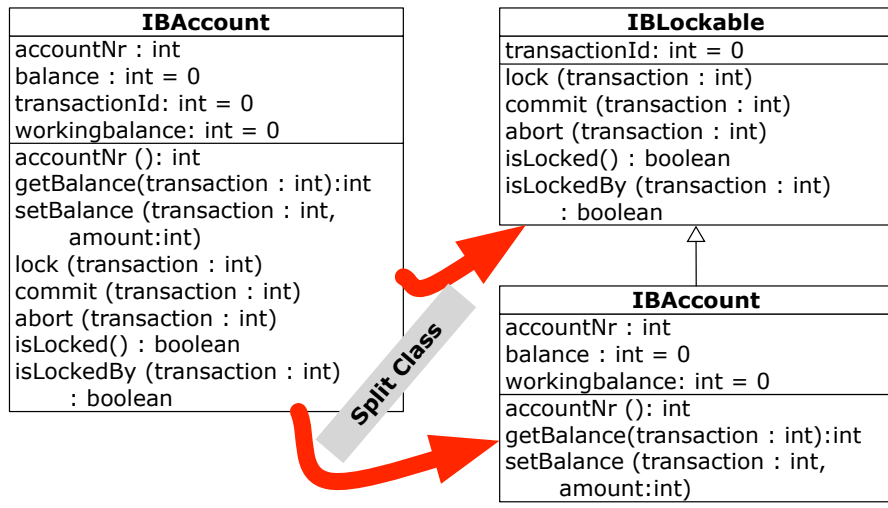 IBAccount
accountNr : int
balance : int = 0
transactionId: int = 0
workingbalance: int = 0
accountNr (): int
getBalance(transaction : int):int
setBalance (transaction : int,
amount:int)
lock (transaction : int)
commit (transaction : int)
abort (transaction : int)
isLocked() : boolean
isLockedBy (transaction : int)
: boolean
Split Class
IBLockable
transactionId: int = 0
lock (transaction : int)
commit (transaction : int)
abort (transaction : int)
isLocked() : boolean
isLockedBy (transaction : int)
: boolean
IBAccount
accountNr : int
balance : int = 0
workingbalance: int = 0
accountNr (): int
getBalance(transaction : int):int
setBalance (transaction : int,
amount:int)